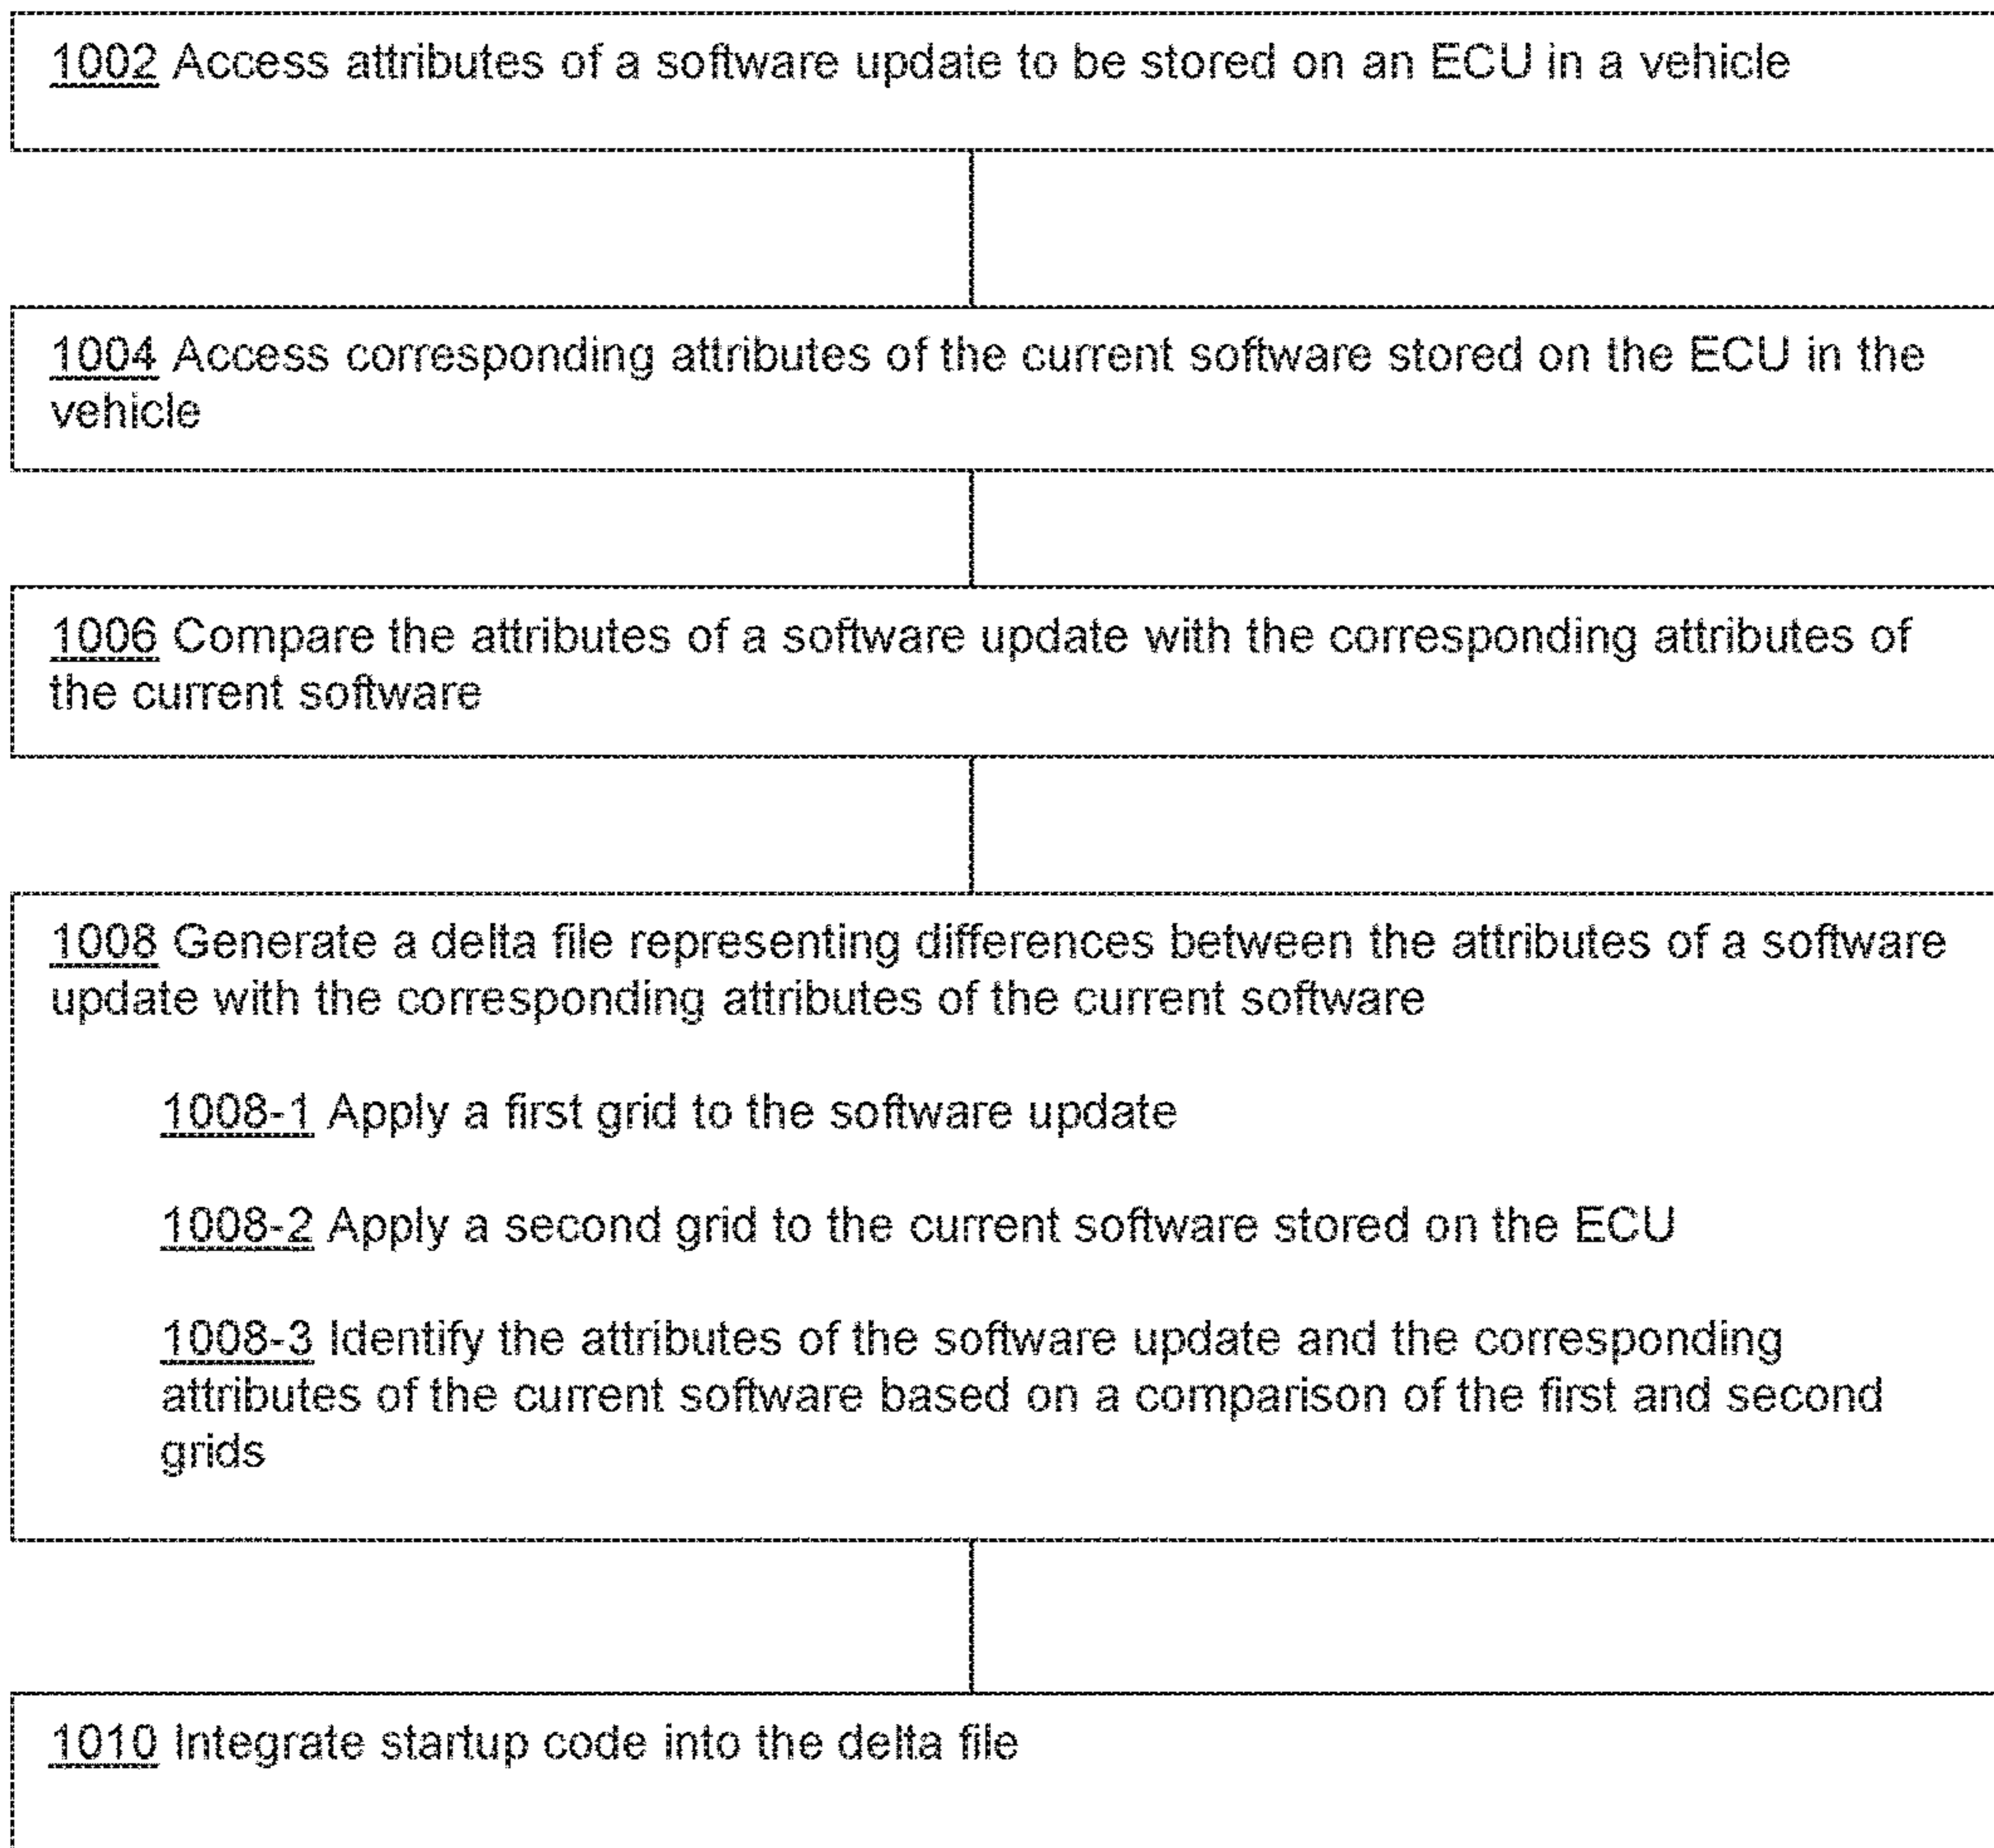 1002 Access attributes of a software update to be stored on an ECU in a vehicle
1004 Access corresponding attributes of the current software stored on the ECU in the
vehicle
1006 Compare the attributes of a software update with the corresponding attributes of
the current software
1008 Generate a delta file representing differences between the attributes of a software
update with the corresponding attributes of the current software
1008-1 Apply a first grid to the software update
1008-2 Apply a second grid to the current software stored on the ECU
1008-3 Identify the attributes of the software update and the corresponding
attributes of the current software based on a comparison of the first and second
grids
1010 Integrate startup code into the delta file